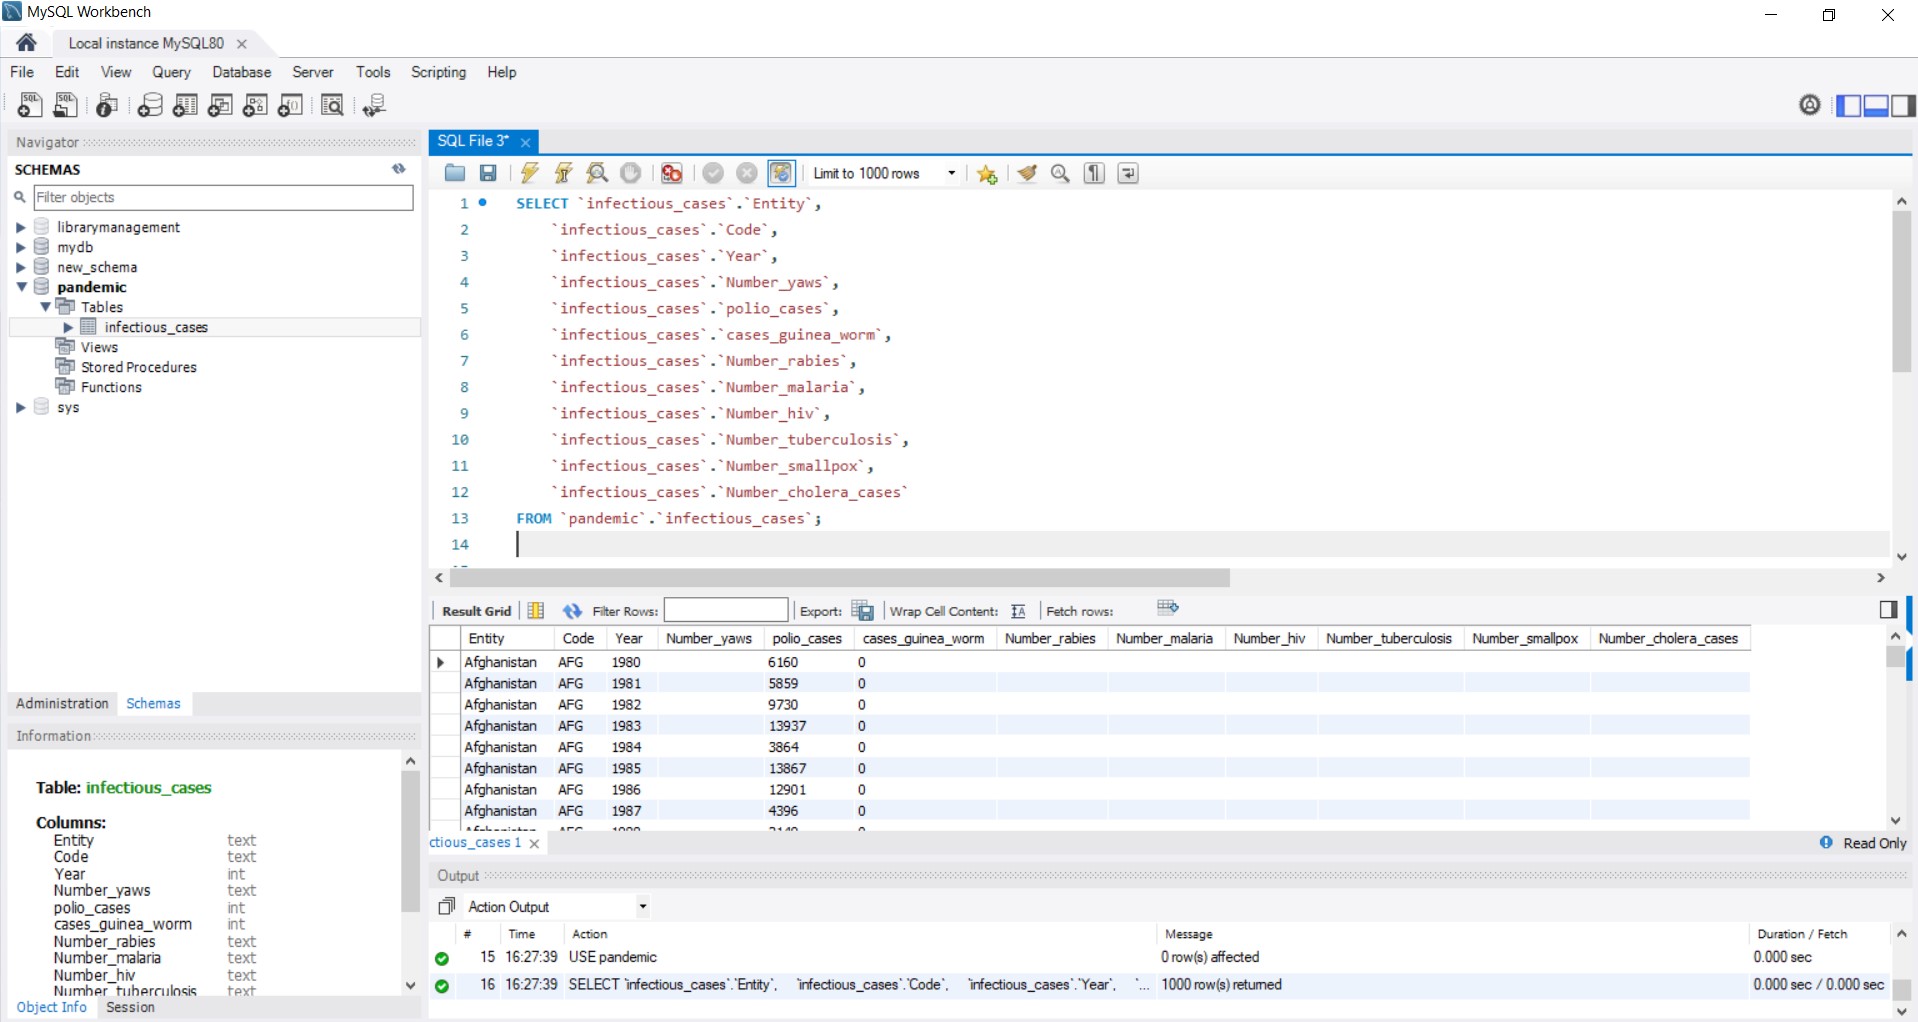 MySQL Workbench
Local instance MySQL80
File Edit View Query Database Server Tools Scripting Help
Navigator
SCHEMAS
Filter objects
librarymanagement
mydb
new_schema
pandemic
Tables
infectious_cases
Views
Stored Procedures
Functions
sys
Administration Schemas
Information
Table: infectious_cases
Columns:
Entity text
Code text
Year int
Number_yaws text
polio_cases int
cases_guinea_worm int
Number_rabies text
Number_malaria text
Number_hiv text
Number_tuberculosis text
Object Info Session
SQL File 3*
Limit to 1000 rows
1 SELECT `infectious_cases`.`Entity`,
2 `infectious_cases`.`Code`,
3 `infectious_cases`.`Year`,
4 `infectious_cases`.`Number_yaws`,
5 `infectious_cases`.`polio_cases`,
6 `infectious_cases`.`cases_guinea_worm`,
7 `infectious_cases`.`Number_rabies`,
8 `infectious_cases`.`Number_malaria`,
9 `infectious_cases`.`Number_hiv`,
10 `infectious_cases`.`Number_tuberculosis`,
11 `infectious_cases`.`Number_smallpox`,
12 `infectious_cases`.`Number_cholera_cases`
13 FROM `pandemic`.`infectious_cases`;
14
Result Grid Filter Rows: Export: Wrap Cell Content: Fetch rows:
Entity Code Year Number_yaws polio_cases cases_guinea_worm Number_rabies Number_malaria Number_hiv Number_tuberculosis Number_smallpox Number_cholera_cases
Afghanistan AFG 1980 6160 0
Afghanistan AFG 1981 5859 0
Afghanistan AFG 1982 9730 0
Afghanistan AFG 1983 13937 0
Afghanistan AFG 1984 3864 0
Afghanistan AFG 1985 13867 0
Afghanistan AFG 1986 12901 0
Afghanistan AFG 1987 4396 0
ctious_cases 1
Read Only
Output
Action Output
# Time Action Message Duration / Fetch
15 16:27:39 USE pandemic 0 row(s) affected 0.000 sec
16 16:27:39 SELECT `infectious_cases`.`Entity`, `infectious_cases`.`Code`, `infectious_cases`.`Year`, `... 1000 row(s) returned 0.000 sec / 0.000 sec